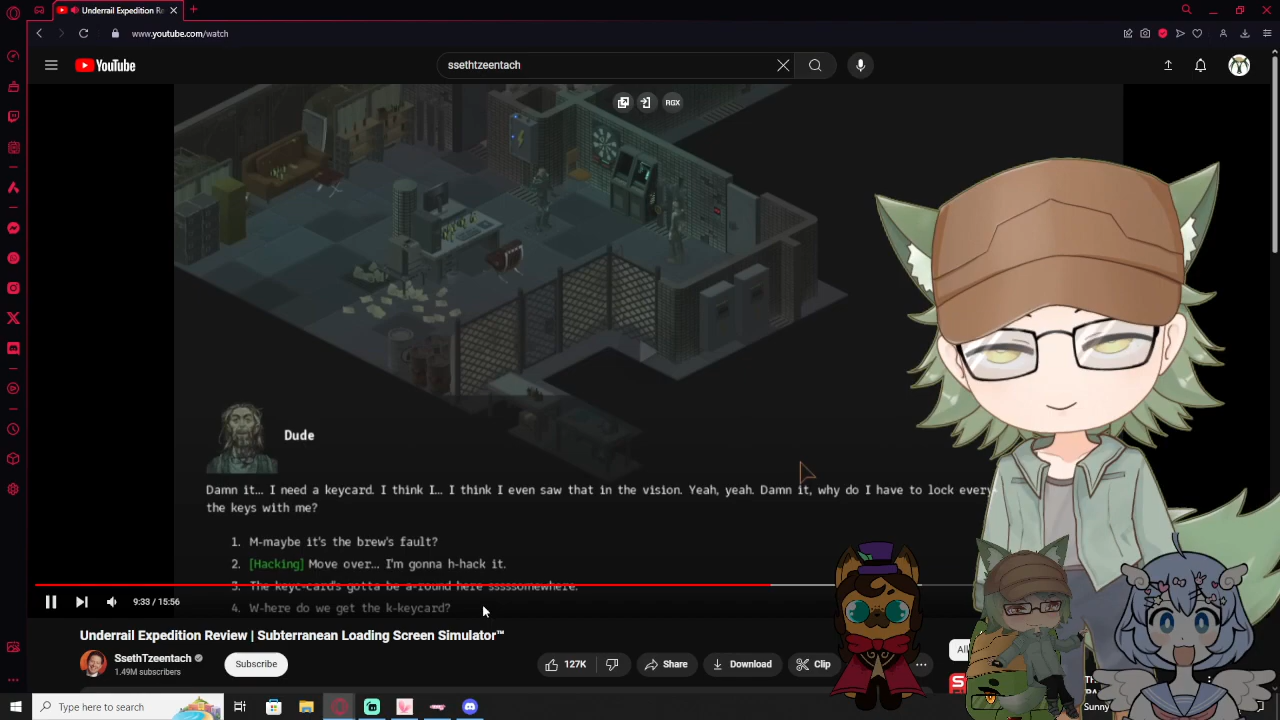 Underrail Expedition Re
www.youtube.com/watch
YouTube
ssethtzeentach
RGX
Dude
Damn it... I need a keycard. I think I... I think I even saw that in the vision. Yeah, yeah. Damn it, why do I have to lock every
the keys with me?
1. M-maybe it's the brew's fault?
2. [Hacking] Move over... I'm gonna h-hack it.
3. The keyc-card's gotta be a-round here sssssomewhere.
4. W-here do we get the k-keycard?
9:33 / 15:56
Underrail Expedition Review | Subterranean Loading Screen Simulator™
SsethTzeentach
1.49M subscribers
Subscribe
127K
Share
Download
Clip
...
All
Sunny
Type here to search